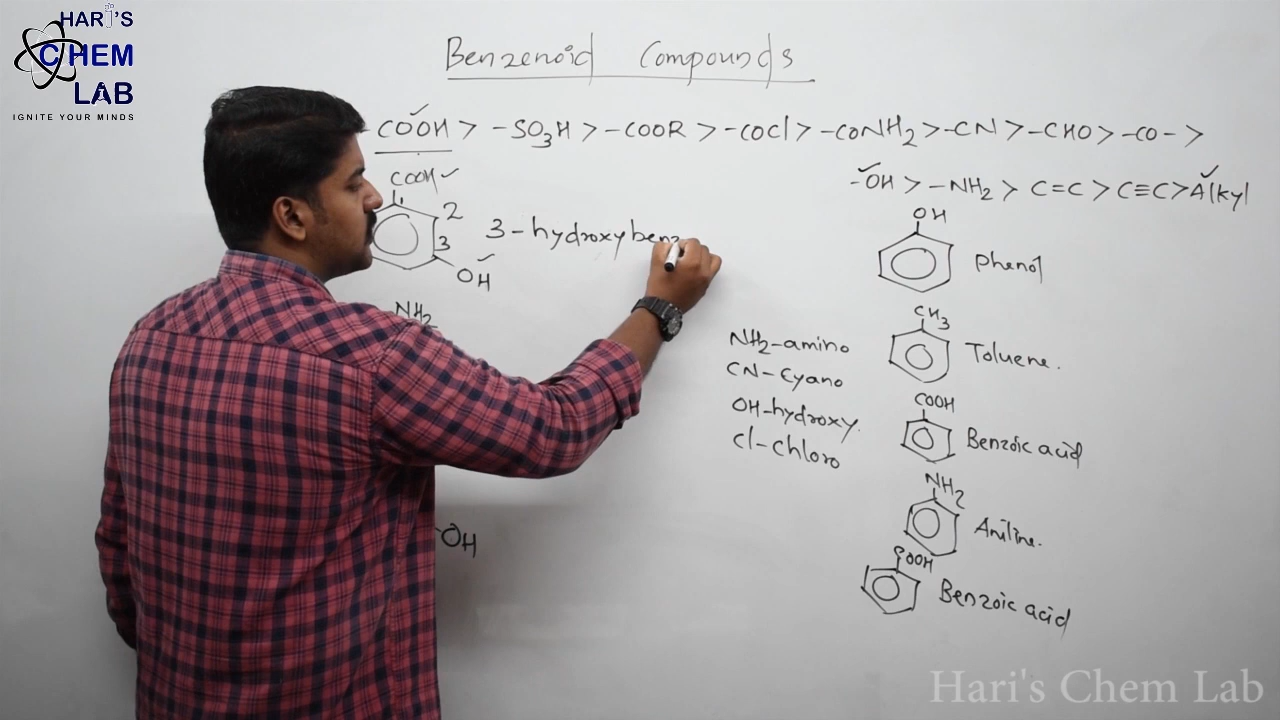 HARI'S
CHEM
LAB
IGNITE YOUR MINDS
Benzenoid Compounds
COOH > -SO3H > -COOR > -COCl > -CONH2 > -CN > -CHO > -CO- >
-OH > -NH2 > C=C > C≡C > Alkyl
COOH
2
3
OH
3-hydroxybenz
NH2
OH
NH2-amino
CN-Cyano
OH-hydroxy.
Cl-Chloro
OH
Phenol
CH3
Toluene.
COOH
Benzoic acid
NH2
Aniline.
COOH
Benzoic acid
Hari's Chem Lab